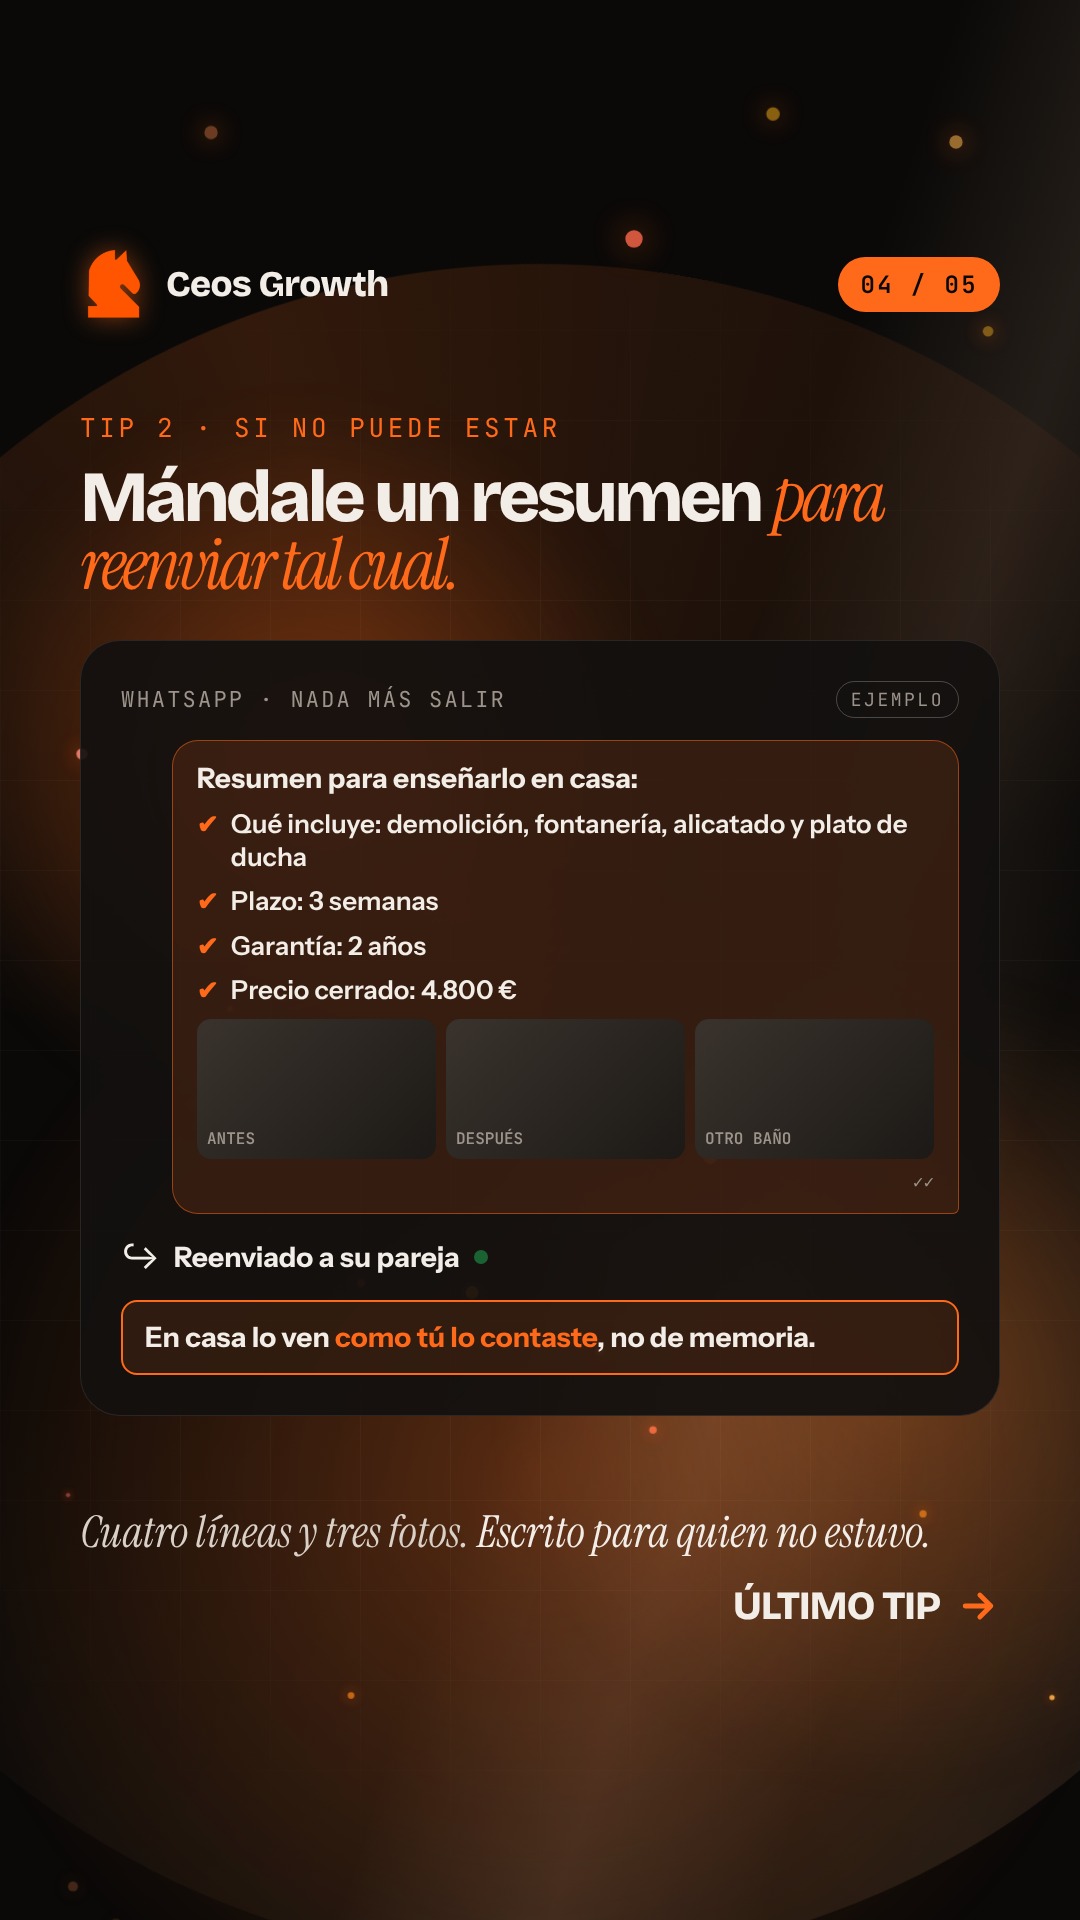 Ceos Growth
04 / 05
TIP 2 · SI NO PUEDE ESTAR
Mándale un resumen para
reenviar tal cual.
WHATSAPP · NADA MÁS SALIR
EJEMPLO
Resumen para enseñarlo en casa:
✔ Qué incluye: demolición, fontanería, alicatado y plato de
ducha
✔ Plazo: 3 semanas
✔ Garantía: 2 años
✔ Precio cerrado: 4.800 €
ANTES
DESPUÉS
OTRO BAÑO
✓✓
Reenviado a su pareja
En casa lo ven como tú lo contaste, no de memoria.
Cuatro líneas y tres fotos. Escrito para quien no estuvo.
ÚLTIMO TIP →